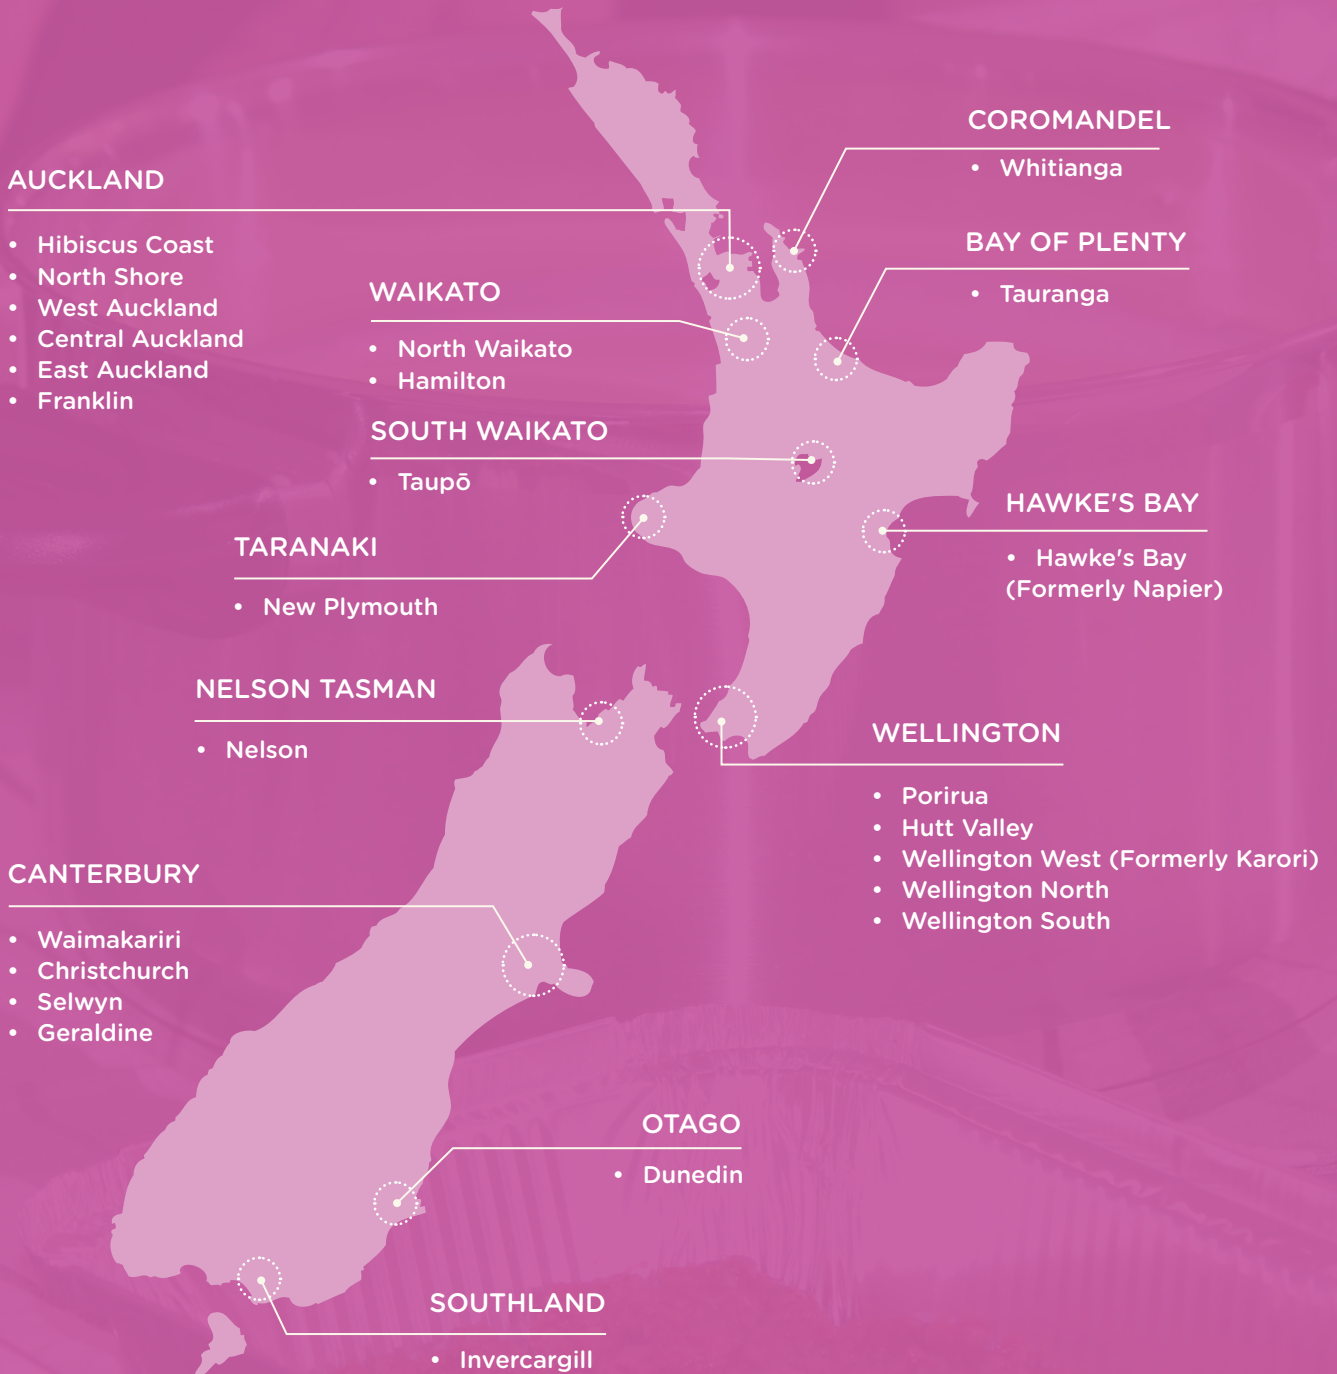 COROMANDEL
• Whitianga
AUCKLAND
• Hibiscus Coast
• North Shore
• West Auckland
• Central Auckland
• East Auckland
• Franklin
BAY OF PLENTY
• Tauranga
WAIKATO
• North Waikato
• Hamilton
SOUTH WAIKATO
• Taupō
HAWKE'S BAY
• Hawke's Bay
(Formerly Napier)
TARANAKI
• New Plymouth
NELSON TASMAN
• Nelson
WELLINGTON
• Porirua
• Hutt Valley
• Wellington West (Formerly Karori)
• Wellington North
• Wellington South
CANTERBURY
• Waimakariri
• Christchurch
• Selwyn
• Geraldine
OTAGO
• Dunedin
SOUTHLAND
• Invercargill